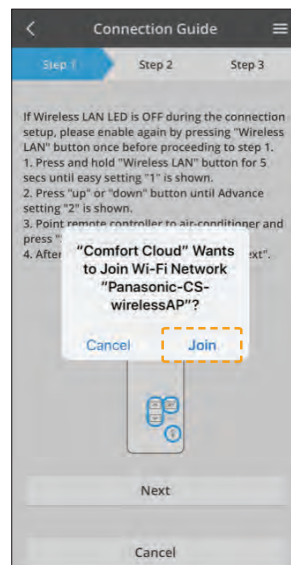 Connection Guide
Step 1
Step 2
Step 3
If Wireless LAN LED is OFF during the connection
setup, please enable again by pressing "Wireless
LAN" button once before proceeding to step 1.
1. Press and hold "Wireless LAN" button for 5
secs until easy setting "1" is shown.
2. Press "up" or "down" button until Advance
setting "2" is shown.
3. Point remote controller to air-conditioner and
press "
4. After
ext".
"Comfort Cloud" Wants
to Join Wi-Fi Network
"Panasonic-CS-
wirelessAP"?
Cancel
Join
Next
Cancel